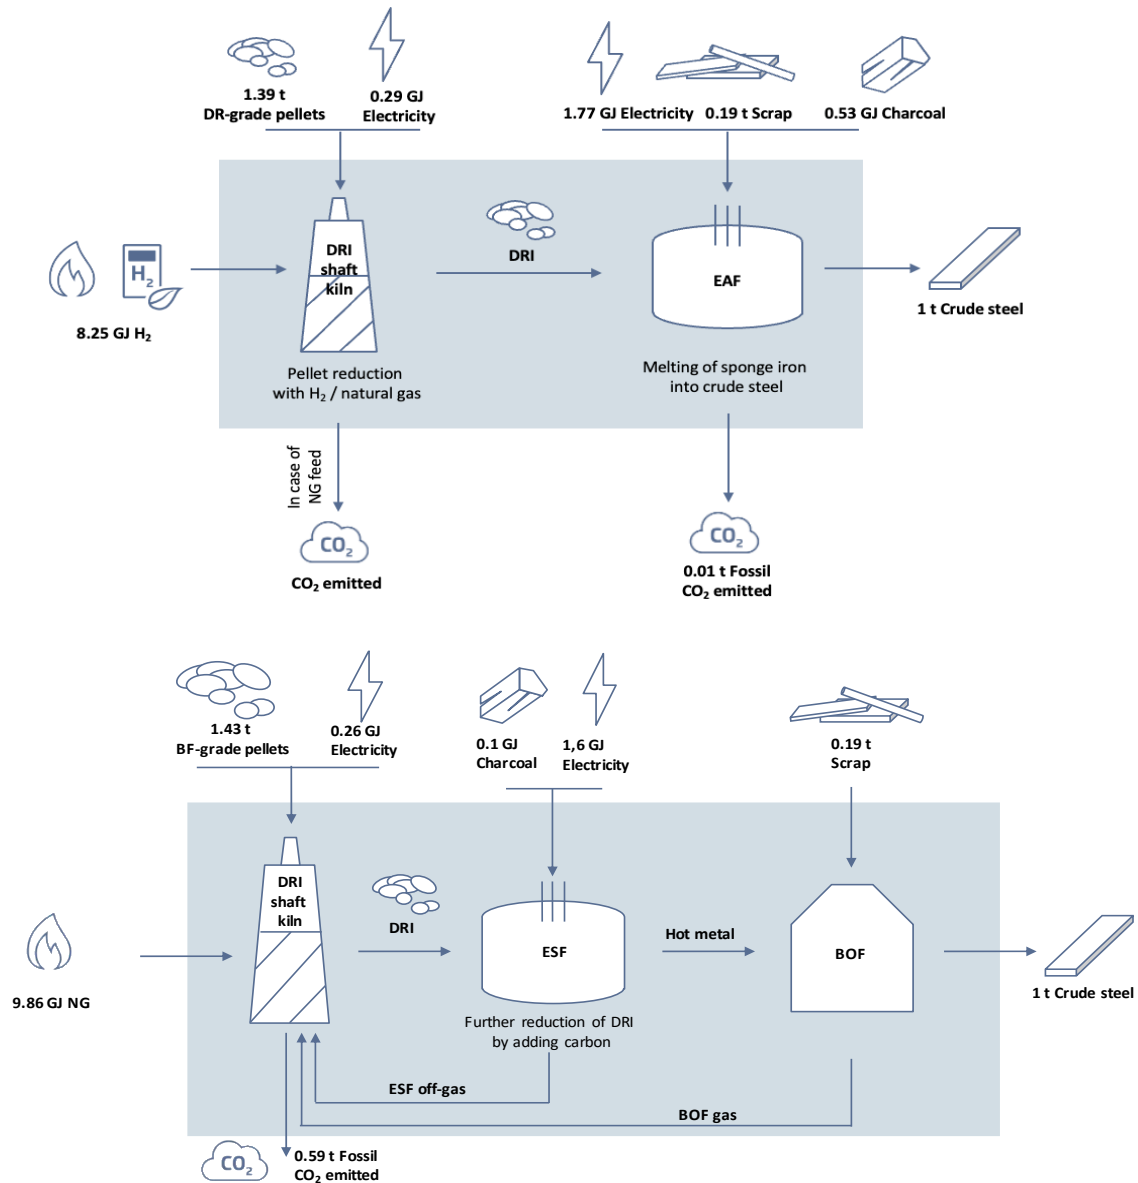 1.39 t
DR-grade pellets
0.29 GJ
Electricity
1.77 GJ Electricity
0.19 t Scrap
0.53 GJ Charcoal
DRI
shaft
kiln
DRI
EAF
H2
8.25 GJ H2
1 t Crude steel
Pellet reduction
with H2 / natural gas
Melting of sponge iron
into crude steel
In case of
NG feed
CO2
CO2 emitted
CO2
0.01 t Fossil
CO2 emitted
1.43 t
BF-grade pellets
0.26 GJ
Electricity
0.1 GJ
Charcoal
1,6 GJ
Electricity
0.19 t
Scrap
DRI
shaft
kiln
DRI
ESF
Hot metal
BOF
9.86 GJ NG
1 t Crude steel
Further reduction of DRI
by adding carbon
ESF off-gas
BOF gas
CO2
0.59 t Fossil
CO2 emitted